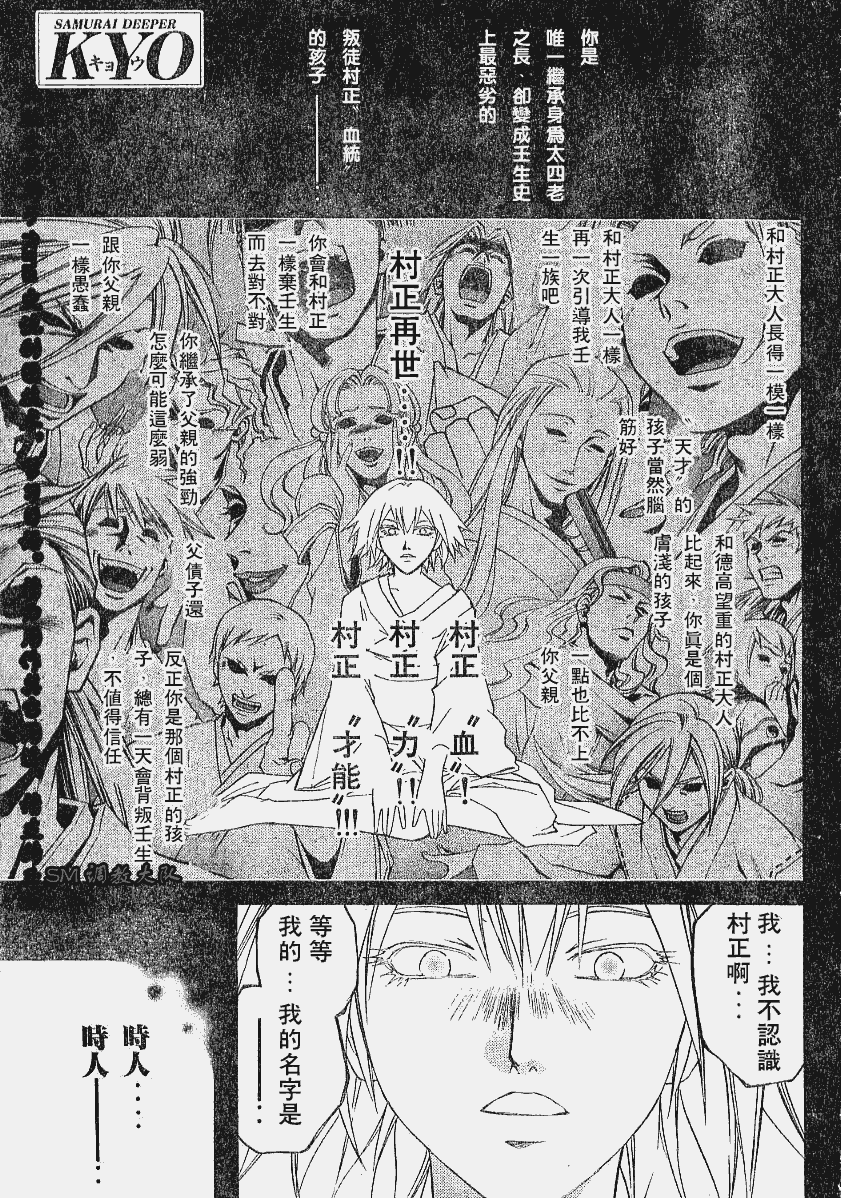 SAMURAI DEEPER
KYO
キョウ
你是
唯一繼承身為太四老
之長、卻變成壬生史
上最惡劣的
叛徒村正〝血統〞
的孩子———．
和村正大人長得一模一樣
和村正大人一樣
再一次引導我壬
生一族吧
你會和村正
一樣棄壬生
而去對不對
跟你父親
一樣愚蠢
村正再世……!!
〝天才〞的
孩子當然腦
筋好
你繼承了父親的強勁
怎麼可能這麼弱
和德高望重的村正大人
比起來、你真是個
膚淺的孩子
父債子還
一點也比不上
你父親
反正你是那個村正的孩
子，總有一天會背叛壬生
，不值得信任
村正〝血〞!
村正〝力〞!!
村正〝才能〞!!!
SM 调教大队
我…我不認識
村正啊…
等等
我的…我的名字是
———．
時人…．
時人———．